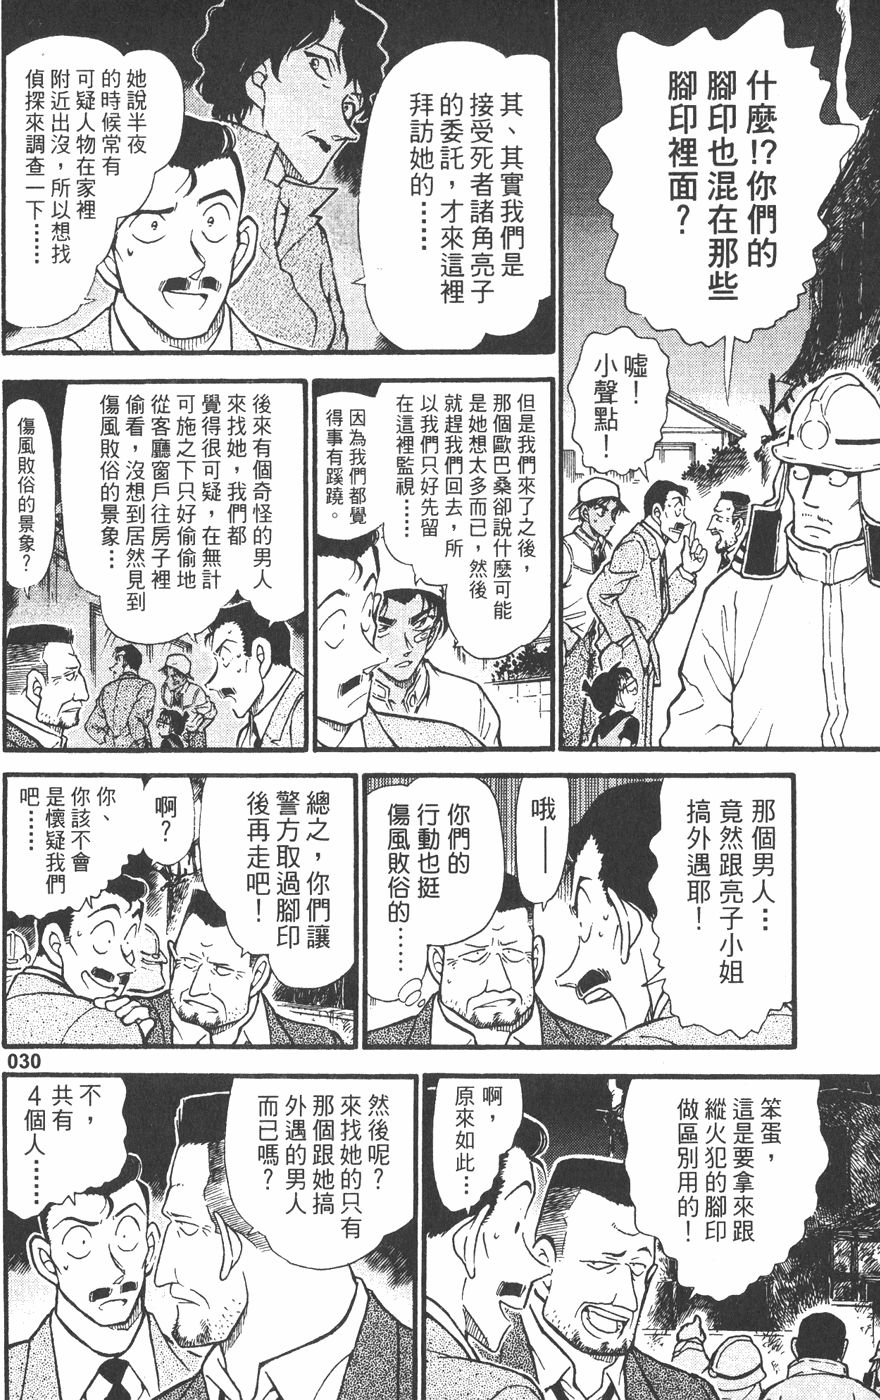 什麼!?你們的
腳印也混在那些
腳印裡面?
噓!
小聲點!
其、其實我們是
接受死者諸角亮子
的委託,才來這裡
拜訪她的……
她說半夜
的時候常有
可疑人物在家裡
附近出沒,所以想找
偵探來調查一下……
但是我們來了之後,
那個歐巴桑卻說什麼可能
是她想太多而已,然後
就趕我們回去,所
以我們只好先留
在這裡監視……
因為我們都覺
得事有蹊蹺。
後來有個奇怪的男人
來找她,我們都
覺得很可疑,在無計
可施之下只好偷偷地
從客廳窗戶往房子裡
偷看,沒想到居然見到
傷風敗俗的景象…
傷風敗俗的景象?
那個男人…
竟然跟亮子小姐
搞外遇耶!
哦——
你們的
行動也挺
傷風敗俗的……
總之,你們讓
警方取過腳印
後再走吧!
啊?
你、
你該不會
是懷疑我們
吧……
030
笨蛋,
這是要拿來跟
縱火犯的腳印
做區別用的!
啊,
原來如此…
然後呢?
來找她的只有
那個跟她搞
外遇的男人
而已嗎?
不,
共有
4個人……